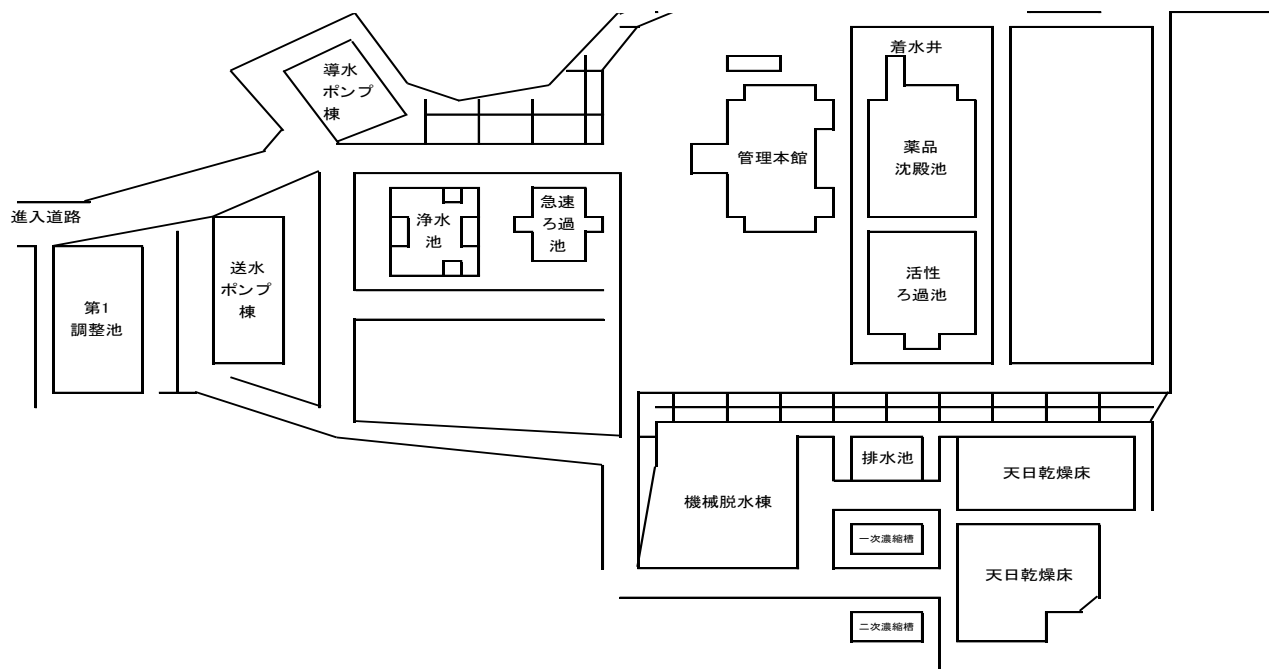 着水井
導水
ポンプ
棟
管理本館
薬品
沈殿池
進入道路
浄水
池
急速
ろ過
池
送水
ポンプ
棟
第1
調整池
活性
ろ過池
排水池
天日乾燥床
機械脱水棟
一次濃縮槽
天日乾燥床
二次濃縮槽